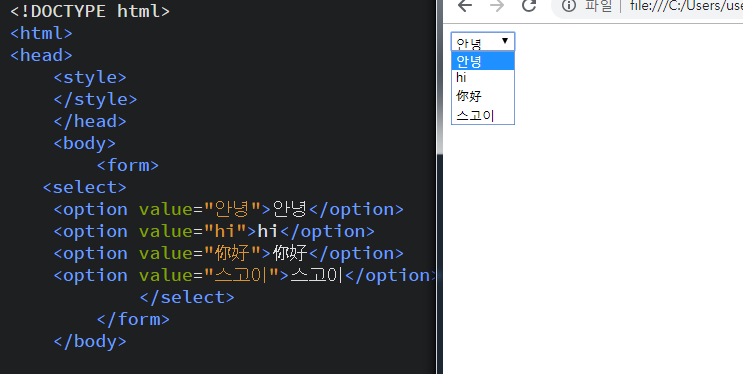 <!DOCTYPE html>
<html>
<head>
<style>
</style>
</head>
<body>
<form>
<select>
<option value="안녕">안녕</option>
<option value="hi">hi</option>
<option value="你好">你好</option>
<option value="스고이">스고이</option>
</select>
</form>
</body>
파일 | file:///C:/Users/use
안녕
안녕
hi
你好
스고이